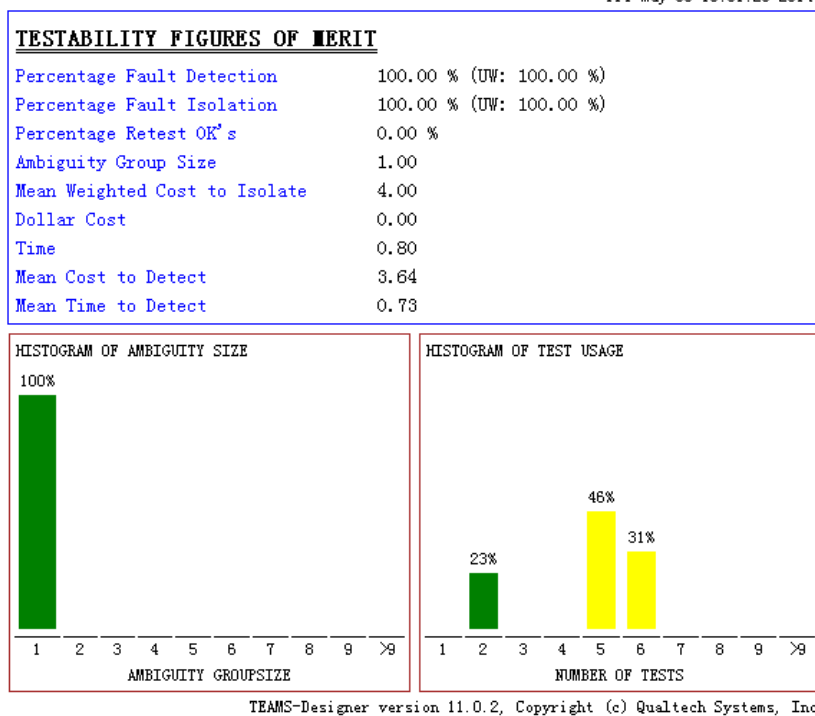 TESTABILITY FIGURES OF MERIT
Percentage Fault Detection 100.00 % (UW: 100.00 %)
Percentage Fault Isolation 100.00 % (UW: 100.00 %)
Percentage Retest OK's 0.00 %
Ambiguity Group Size 1.00
Mean Weighted Cost to Isolate 4.00
Dollar Cost 0.00
Time 0.80
Mean Cost to Detect 3.64
Mean Time to Detect 0.73
HISTOGRAM OF AMBIGUITY SIZE
100%
1 2 3 4 5 6 7 8 9 >9
AMBIGUITY GROUPSIZE
HISTOGRAM OF TEST USAGE
46%
31%
23%
1 2 3 4 5 6 7 8 9 >9
NUMBER OF TESTS
TEAMS-Designer version 11.0.2, Copyright (c) Qualtech Systems, Inc